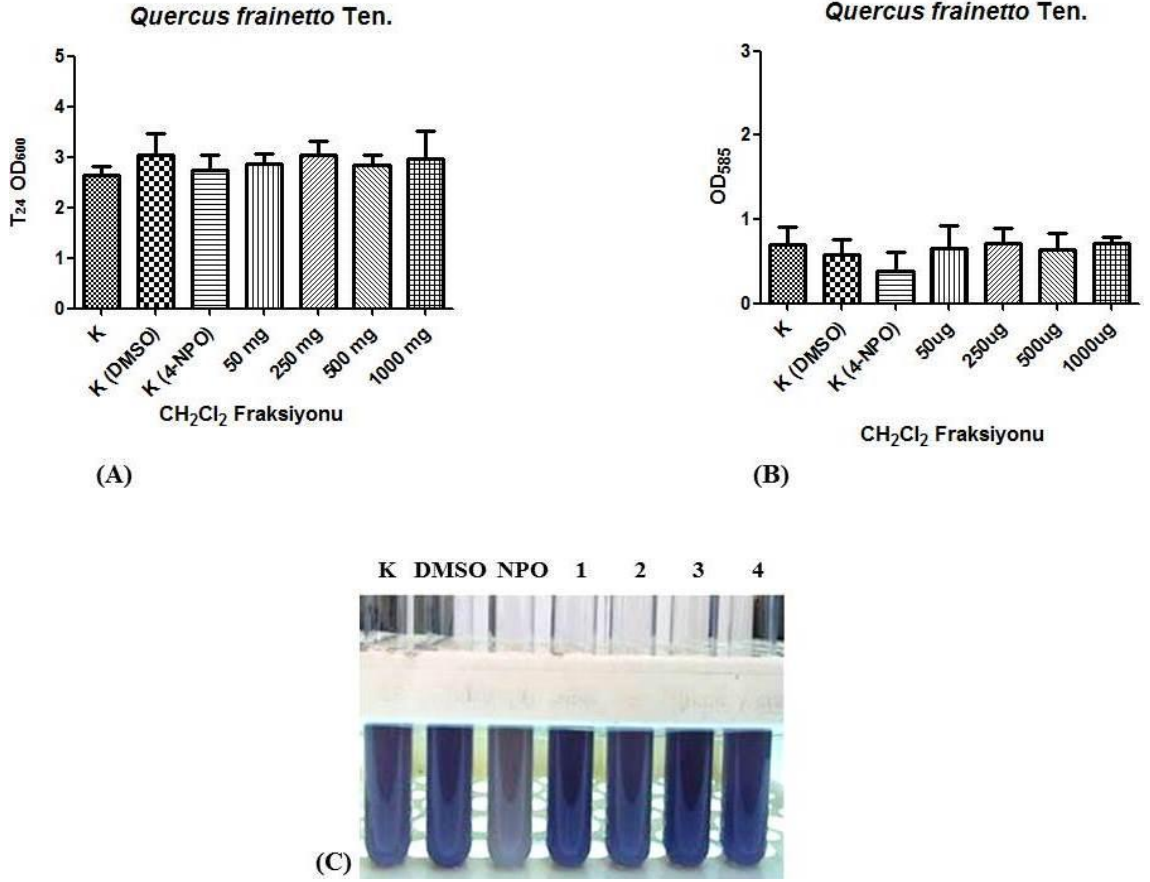 Quercus frainetto Ten.
5
4
3
2
1
0
T24 OD600
K
K (DMSO)
K (4-NPO)
50 mg
250 mg
500 mg
1000 mg
CH2Cl2 Fraksiyonu
(A)
Quercus frainetto Ten.
3
2
1
0
OD585
K
K (DMSO)
K (4-NPO)
50ug
250ug
500ug
1000ug
CH2Cl2 Fraksiyonu
(B)
K DMSO NPO 1 2 3 4
(C)